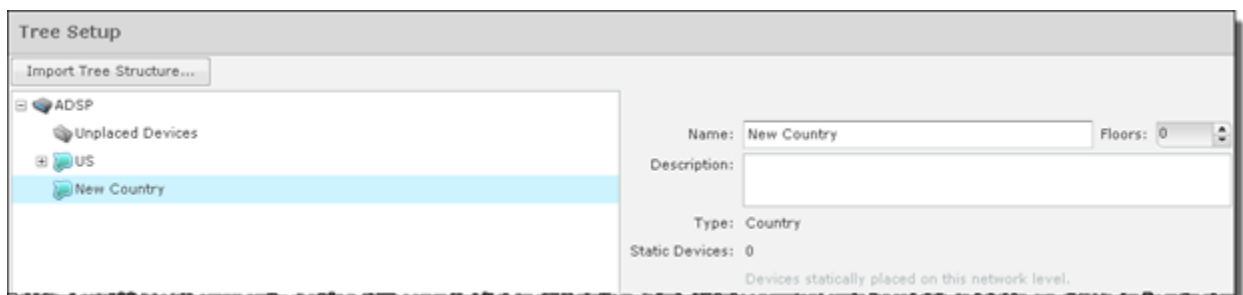 Tree Setup
Import Tree Structure...
ADSP
Unplaced Devices
US
New Country
Name: New Country Floors: 0
Description:
Type: Country
Static Devices: 0
Devices statically placed on this network level.